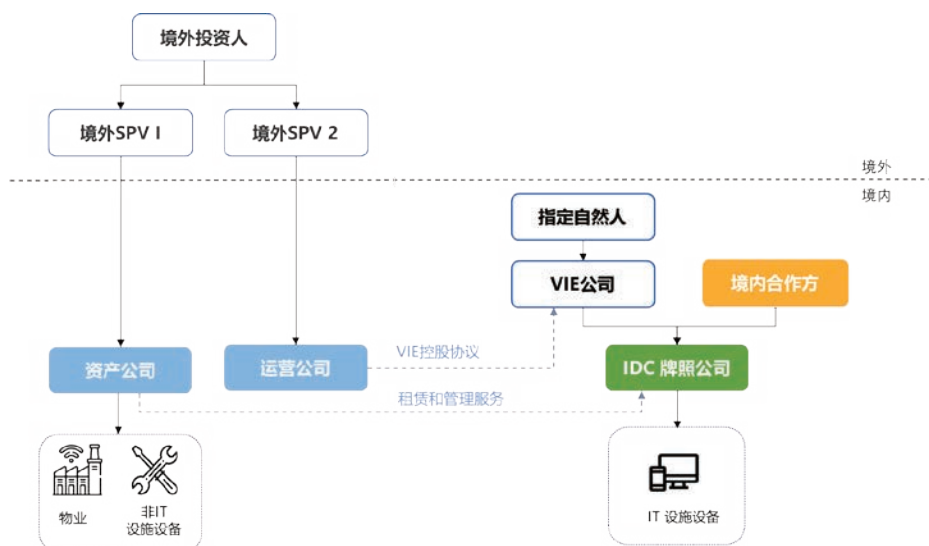 境外投资人
境外SPV I
境外SPV 2
境外
境内
指定自然人
VIE公司
境内合作方
VIE控股协议
资产公司
运营公司
IDC 牌照公司
租赁和管理服务
物业
非IT
设施设备
IT 设施设备